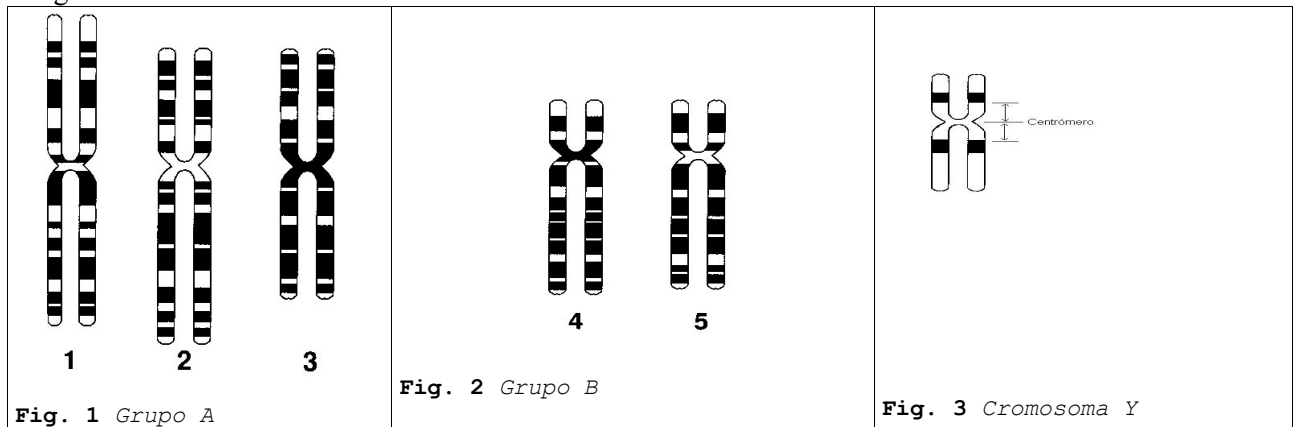 1 2 3
Fig. 1 Grupo A
4 5
Fig. 2 Grupo B
Centrómero
Fig. 3 Cromosoma Y